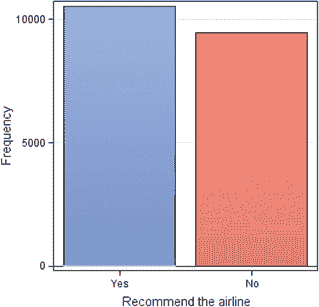 10000
5000
0
Frequency
Yes No
Recommend the airline